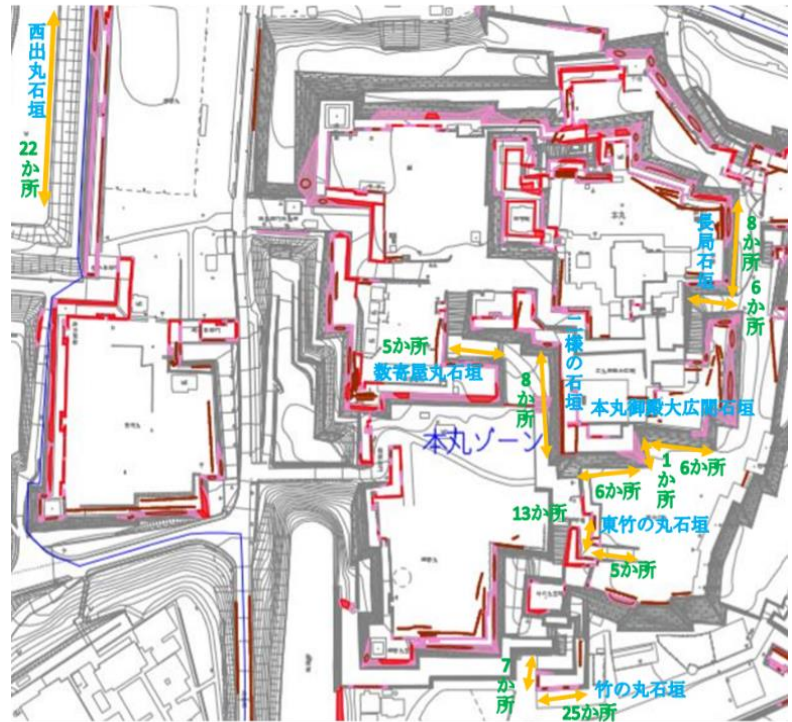 西出丸石垣
22か所
長局石垣
8か所
6か所
5か所
数寄屋丸石垣
二様の石垣
8か所
本丸御殿大広間石垣
本丸ゾーン
1か所
6か所
6か所
13か所
東竹の丸石垣
5か所
7か所
竹の丸石垣
25か所
本丸